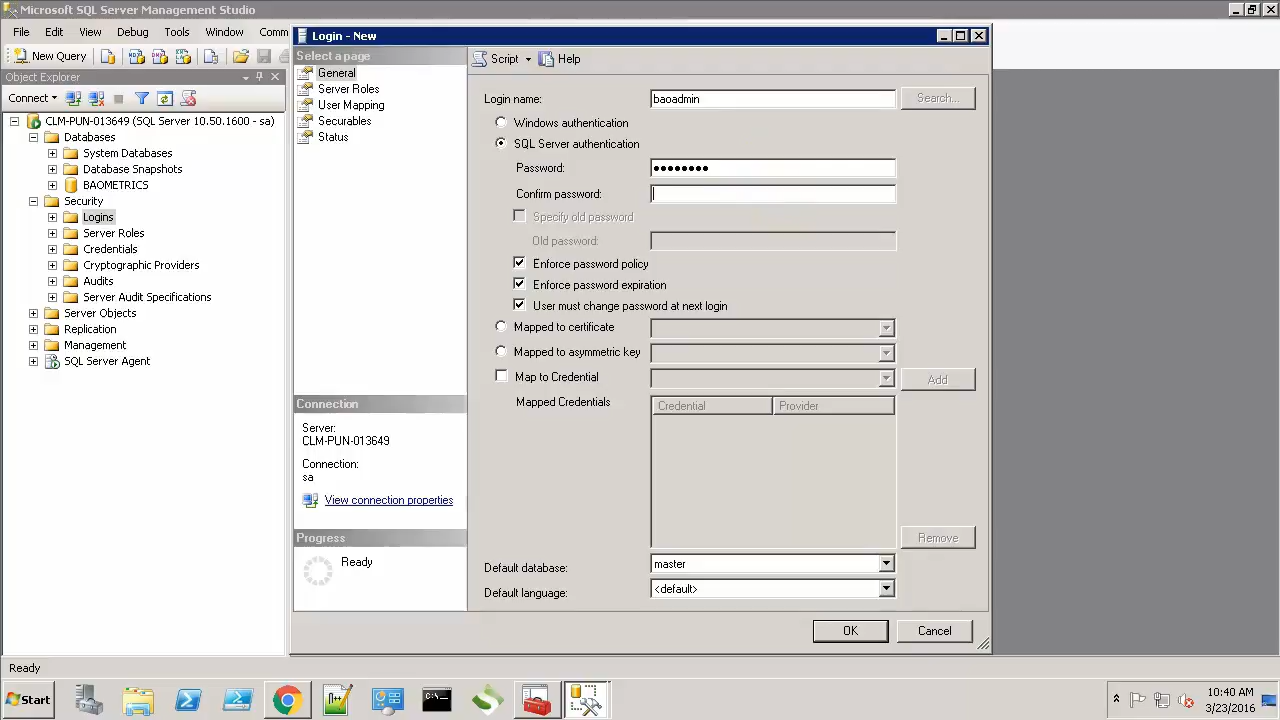 Microsoft SQL Server Management Studio
File Edit View Debug Tools Window Comm
New Query
Object Explorer
Connect
CLM-PUN-013649 (SQL Server 10.50.1600 - sa)
Databases
System Databases
Database Snapshots
BAOMETRICS
Security
Logins
Server Roles
Credentials
Cryptographic Providers
Audits
Server Audit Specifications
Server Objects
Replication
Management
SQL Server Agent
Login - New
Select a page
General
Server Roles
User Mapping
Securables
Status
Connection
Server:
CLM-PUN-013649
Connection:
sa
View connection properties
Progress
Ready
Script Help
Login name: baoadmin Search...
Windows authentication
SQL Server authentication
Password: ●●●●●●●●
Confirm password:
Specify old password
Old password:
Enforce password policy
Enforce password expiration
User must change password at next login
Mapped to certificate
Mapped to asymmetric key
Map to Credential Add
Mapped Credentials Credential Provider
Remove
Default database: master
Default language: <default>
OK Cancel
Ready
Start 10:40 AM
3/23/2016